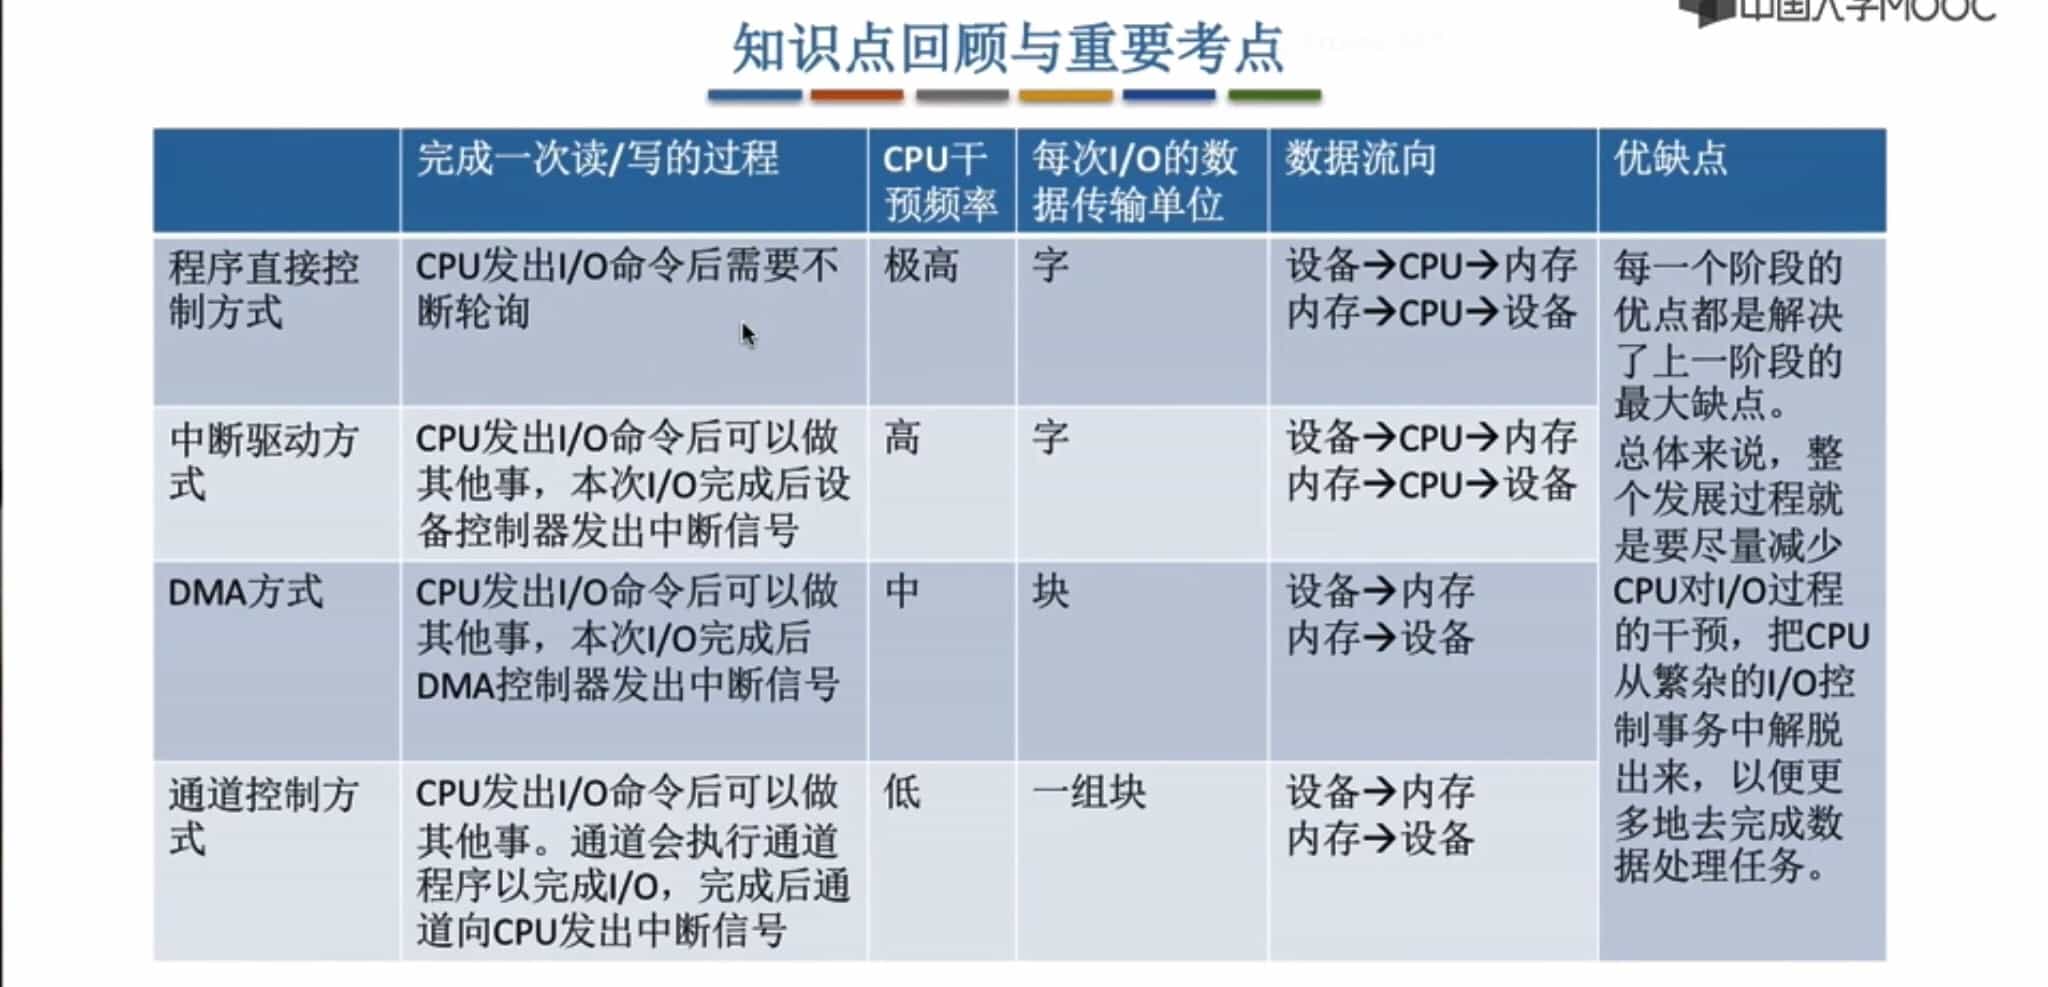 中国大学MOOC
知识点回顾与重要考点
完成一次读/写的过程
CPU干
预频率
每次I/O的数
据传输单位
数据流向
优缺点
程序直接控
制方式
CPU发出I/O命令后需要不
断轮询
极高
字
设备→CPU→内存
内存→CPU→设备
每一个阶段的
优点都是解决
了上一阶段的
最大缺点。
总体来说，整
个发展过程就
是要尽量减少
CPU对I/O过程
的干预，把CPU
从繁杂的I/O控
制事务中解脱
出来，以便更
多地去完成数
据处理任务。
中断驱动方
式
CPU发出I/O命令后可以做
其他事，本次I/O完成后设
备控制器发出中断信号
高
字
设备→CPU→内存
内存→CPU→设备
DMA方式
CPU发出I/O命令后可以做
其他事，本次I/O完成后
DMA控制器发出中断信号
中
块
设备→内存
内存→设备
通道控制方
式
CPU发出I/O命令后可以做
其他事。通道会执行通道
程序以完成I/O，完成后通
道向CPU发出中断信号
低
一组块
设备→内存
内存→设备